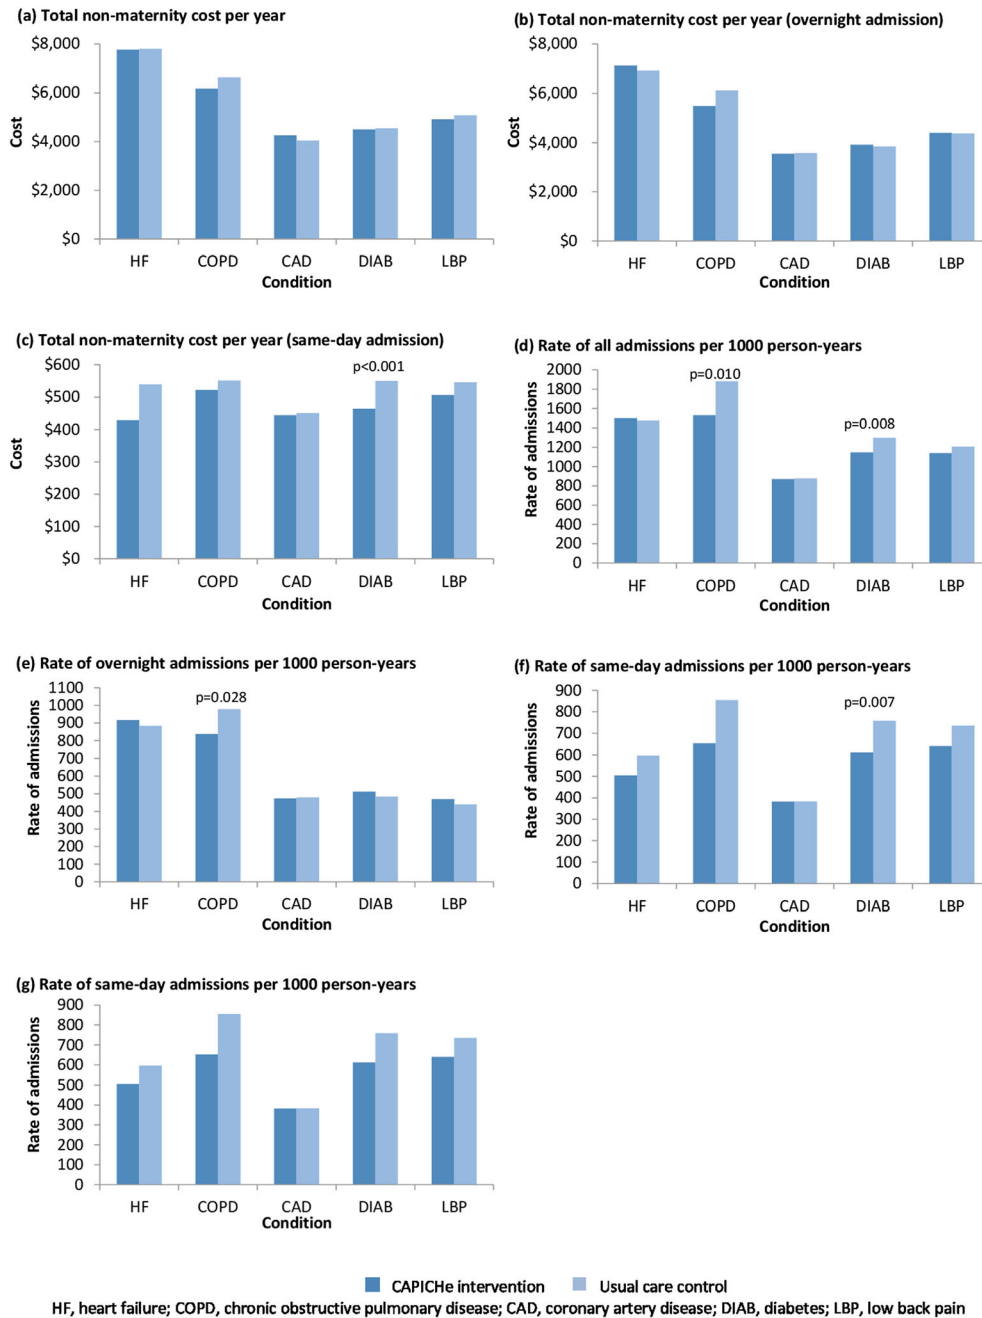 (a) Total non-maternity cost per year
$8,000
$6,000
$4,000
$2,000
$0
Cost
HF COPD CAD DIAB LBP
Condition
(b) Total non-maternity cost per year (overnight admission)
$8,000
$6,000
$4,000
$2,000
$0
Cost
HF COPD CAD DIAB LBP
Condition
(c) Total non-maternity cost per year (same-day admission)
$600
$500
$400
$300
$200
$100
$0
Cost
p<0.001
HF COPD CAD DIAB LBP
Condition
(d) Rate of all admissions per 1000 person-years
2000
1800
1600
1400
1200
1000
800
600
400
200
0
Rate of admissions
p=0.010
p=0.008
HF COPD CAD DIAB LBP
Condition
(e) Rate of overnight admissions per 1000 person-years
1100
1000
900
800
700
600
500
400
300
200
100
0
Rate of admissions
p=0.028
HF COPD CAD DIAB LBP
Condition
(f) Rate of same-day admissions per 1000 person-years
900
800
700
600
500
400
300
200
100
0
Rate of admissions
p=0.007
HF COPD CAD DIAB LBP
Condition
(g) Rate of same-day admissions per 1000 person-years
900
800
700
600
500
400
300
200
100
0
Rate of admissions
HF COPD CAD DIAB LBP
Condition
CAPICHe intervention Usual care control
HF, heart failure; COPD, chronic obstructive pulmonary disease; CAD, coronary artery disease; DIAB, diabetes; LBP, low back pain